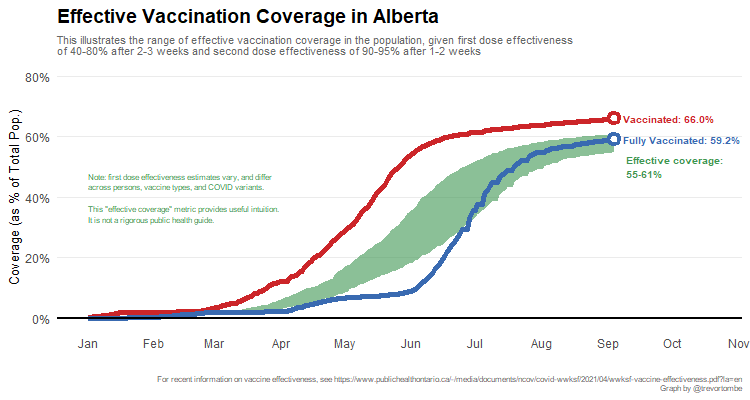 Effective Vaccination Coverage in Alberta
This illustrates the range of effective vaccination coverage in the population, given first dose effectiveness
of 40-80% after 2-3 weeks and second dose effectiveness of 90-95% after 1-2 weeks
Coverage (as % of Total Pop.)
80%
60%
40%
20%
0%
Vaccinated: 66.0%
Fully Vaccinated: 59.2%
Effective coverage:
55-61%
Note: first dose effectiveness estimates vary, and differ
across persons, vaccine types, and COVID variants.
This "effective coverage" metric provides useful intuition.
It is not a rigorous public health guide.
Jan Feb Mar Apr May Jun Jul Aug Sep Oct Nov
For recent information on vaccine effectiveness, see https://www.publichealthontario.ca/-/media/documents/ncov/covid-wwksf/2021/04/wwksf-vaccine-effectiveness.pdf?la=en
Graph by @trevortombe